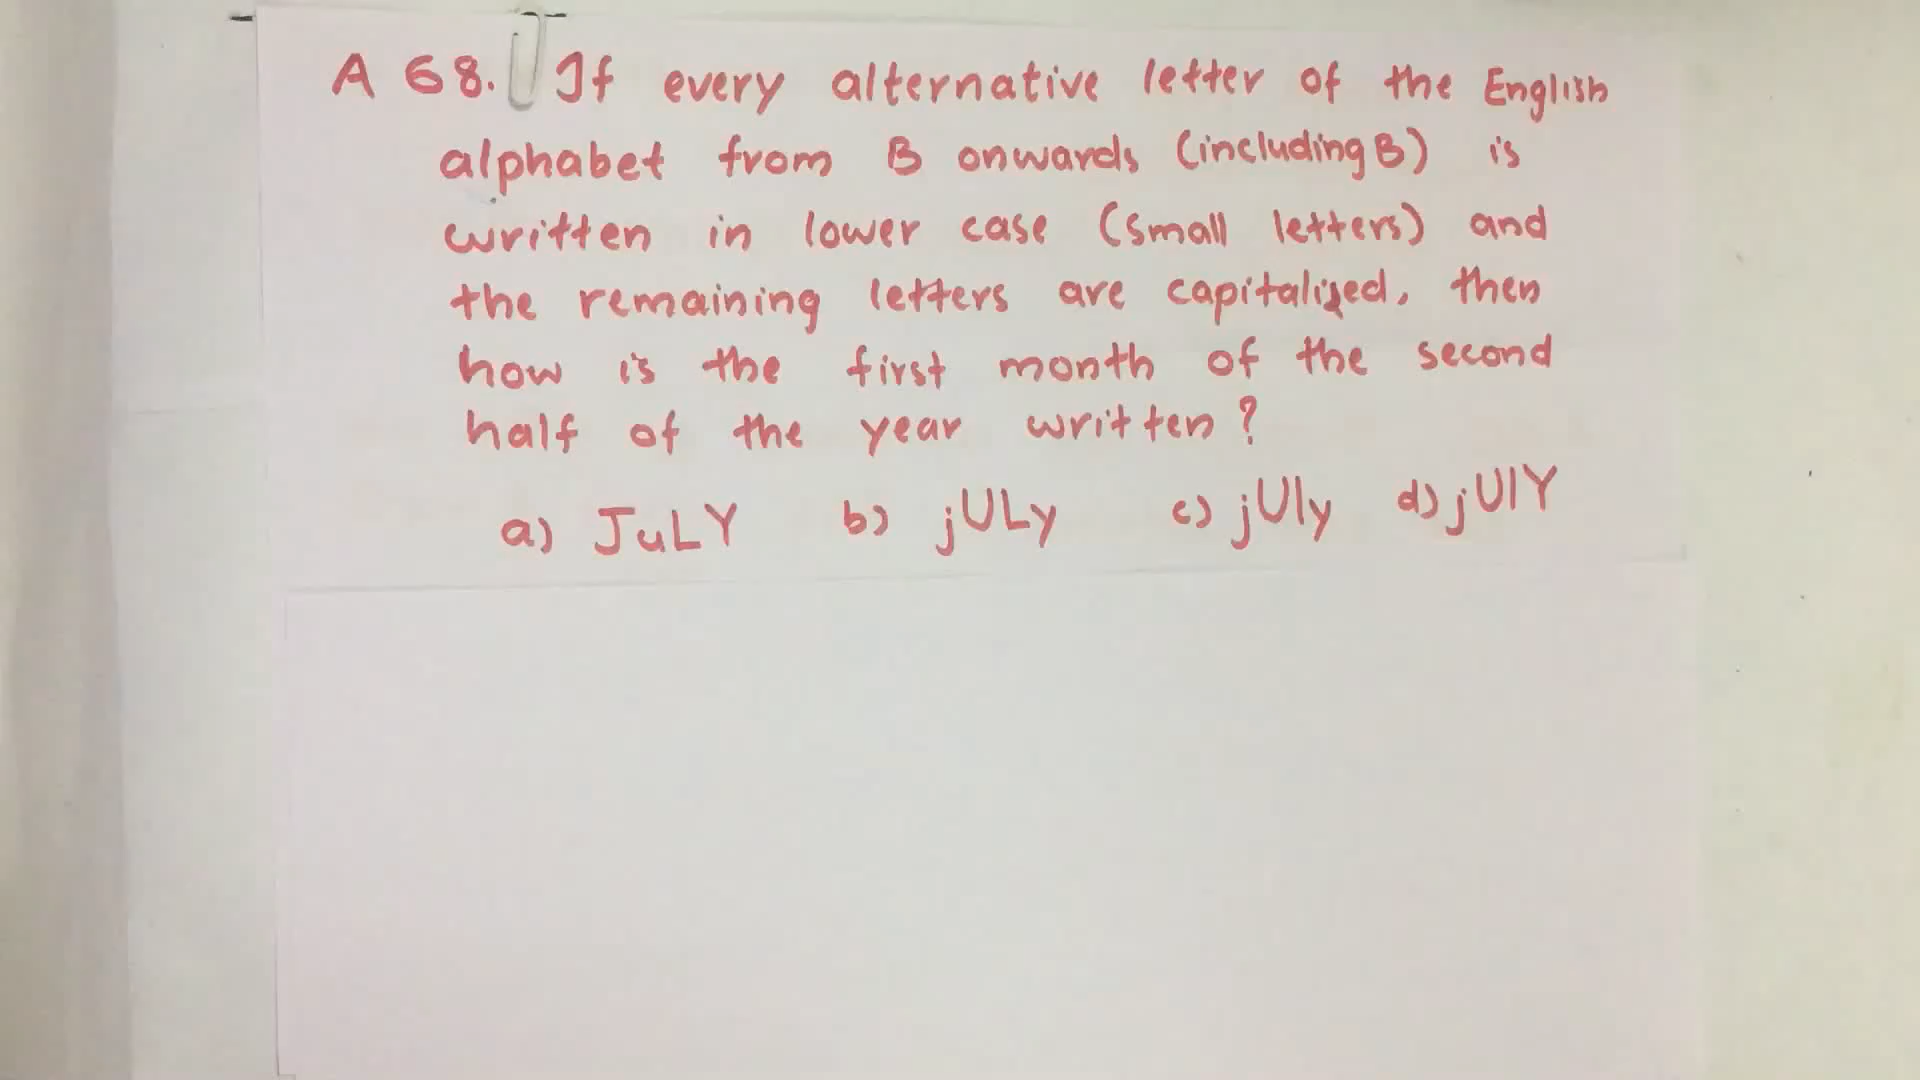 A 68. If every alternative letter of the English
alphabet from B onwards (including B) is
written in lower case (small letters) and
the remaining letters are capitalized, then
how is the first month of the second
half of the year written?
a) JuLY b) jULy c) jUly d) jUlY